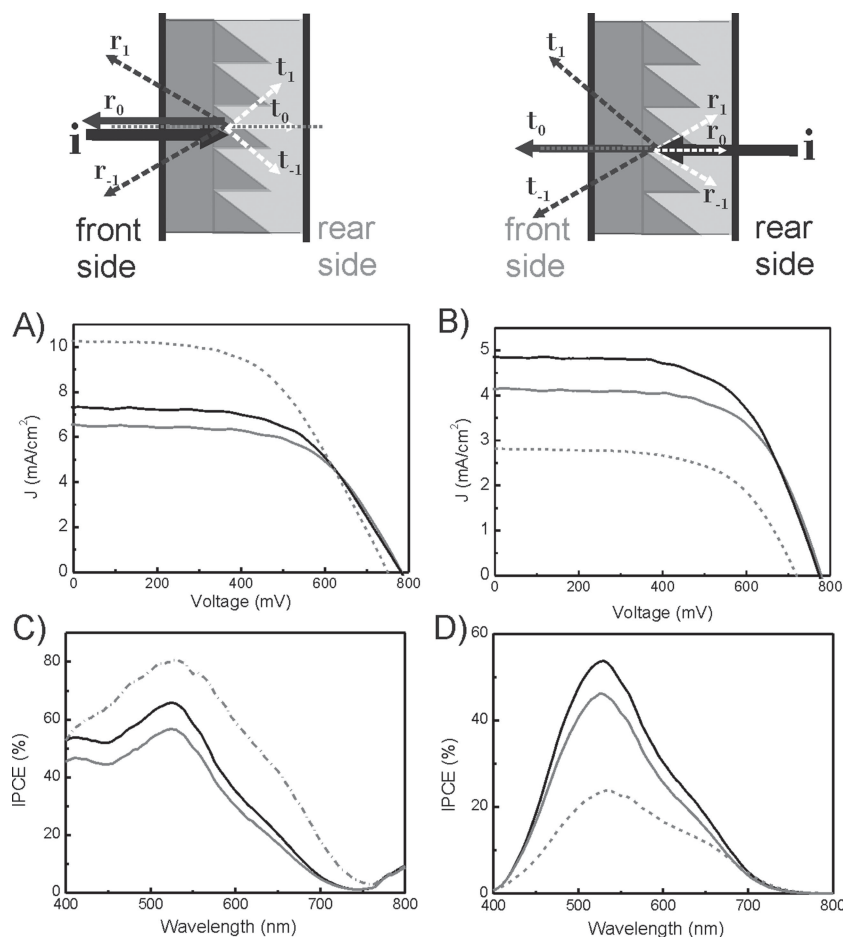 r1
r0
i
r-1
t1
t0
t-1
front side
rear side
t1
t0
t-1
r1
r0
r-1
i
front side
rear side
A)
10
8
6
4
2
0
J (mA/cm²)
0 200 400 600 800
Voltage (mV)
B)
5
4
3
2
1
0
J (mA/cm²)
0 200 400 600 800
Voltage (mV)
C)
80
60
40
20
0
IPCE (%)
400 500 600 700 800
Wavelength (nm)
D)
60
40
20
0
IPCE (%)
400 500 600 700 800
Wavelength (nm)